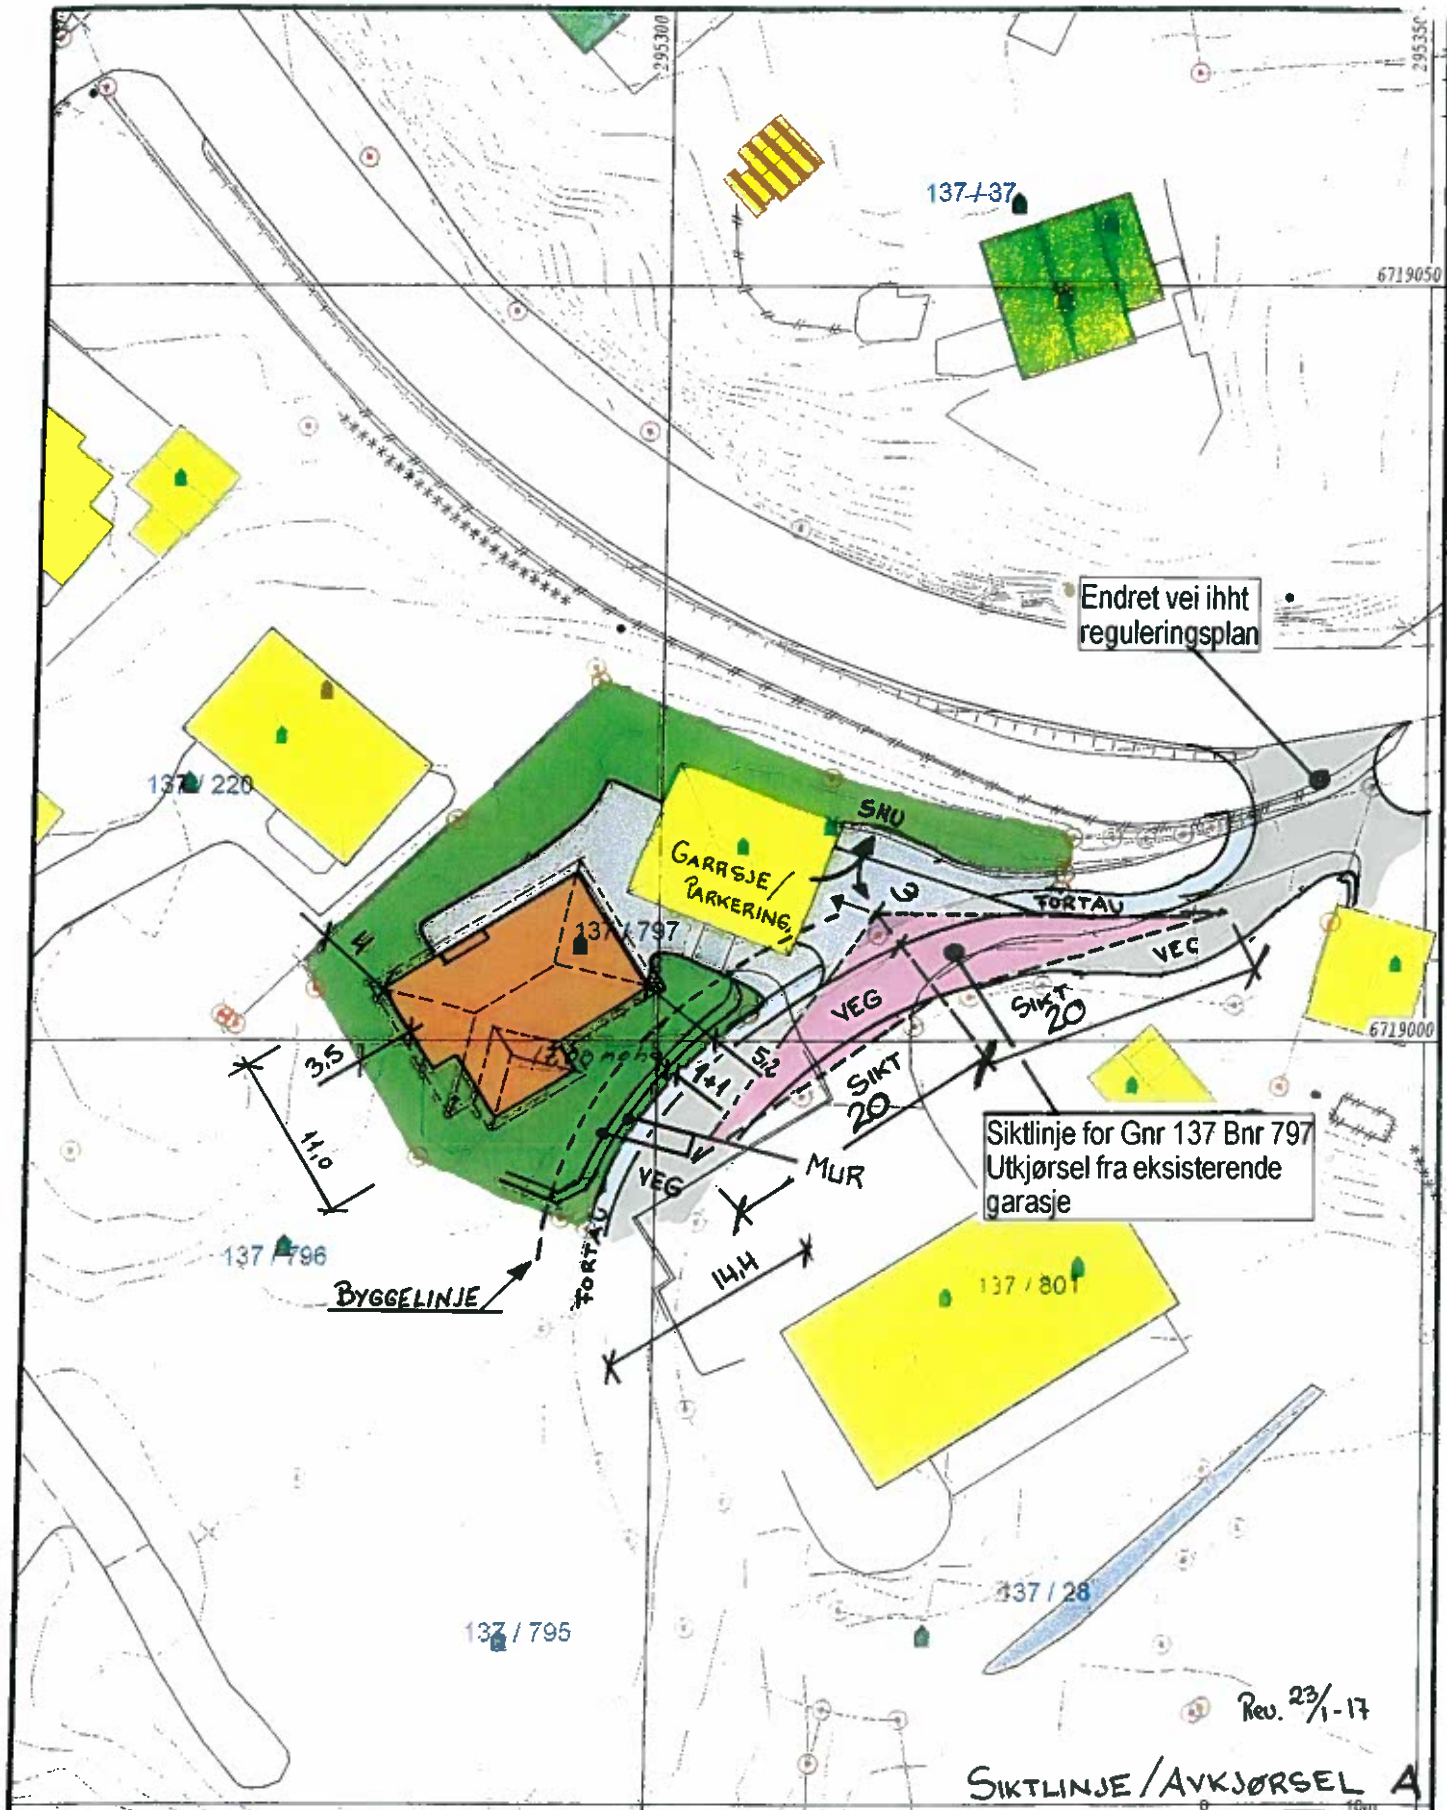 295300
295350
137 / 37
6719050
Endret vei ihht
reguleringsplan
137 / 220
SNU
GARASJE/
PARKERING
6
FORTAU
137 / 797
VEG
VEG
SIKT
20
6719000
3,5
5,2
1+1
SIKT
20
11,0
Siktlinje for Gnr 137 Bnr 797
Utkjørsel fra eksisterende
garasje
MUR
VEG
137 / 796
FORTAU
14,4
137 / 801
BYGGELINJE
137 / 28
137 / 795
Rev. 23/1-17
SIKTLINJE/AVKJØRSEL A